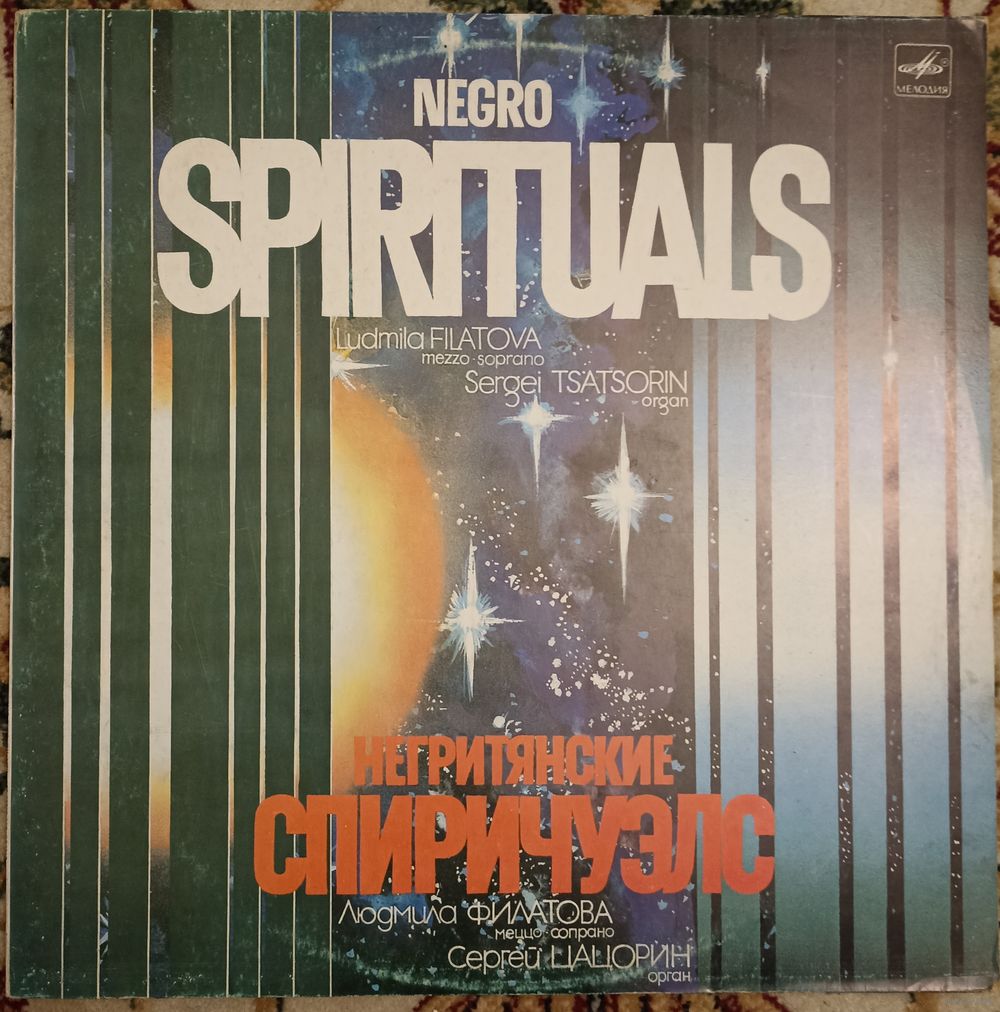 МЕЛОДИЯ
NEGRO
SPIRITUALS
Ludmila FILATOVA
mezzo-soprano
Sergei TSATSORIN
organ
НЕГРИТЯНСКИЕ
СПИРИЧУЭЛС
Людмила ФИЛАТОВА
меццо-сопрано
Сергей ЦАЦОРИН
орган